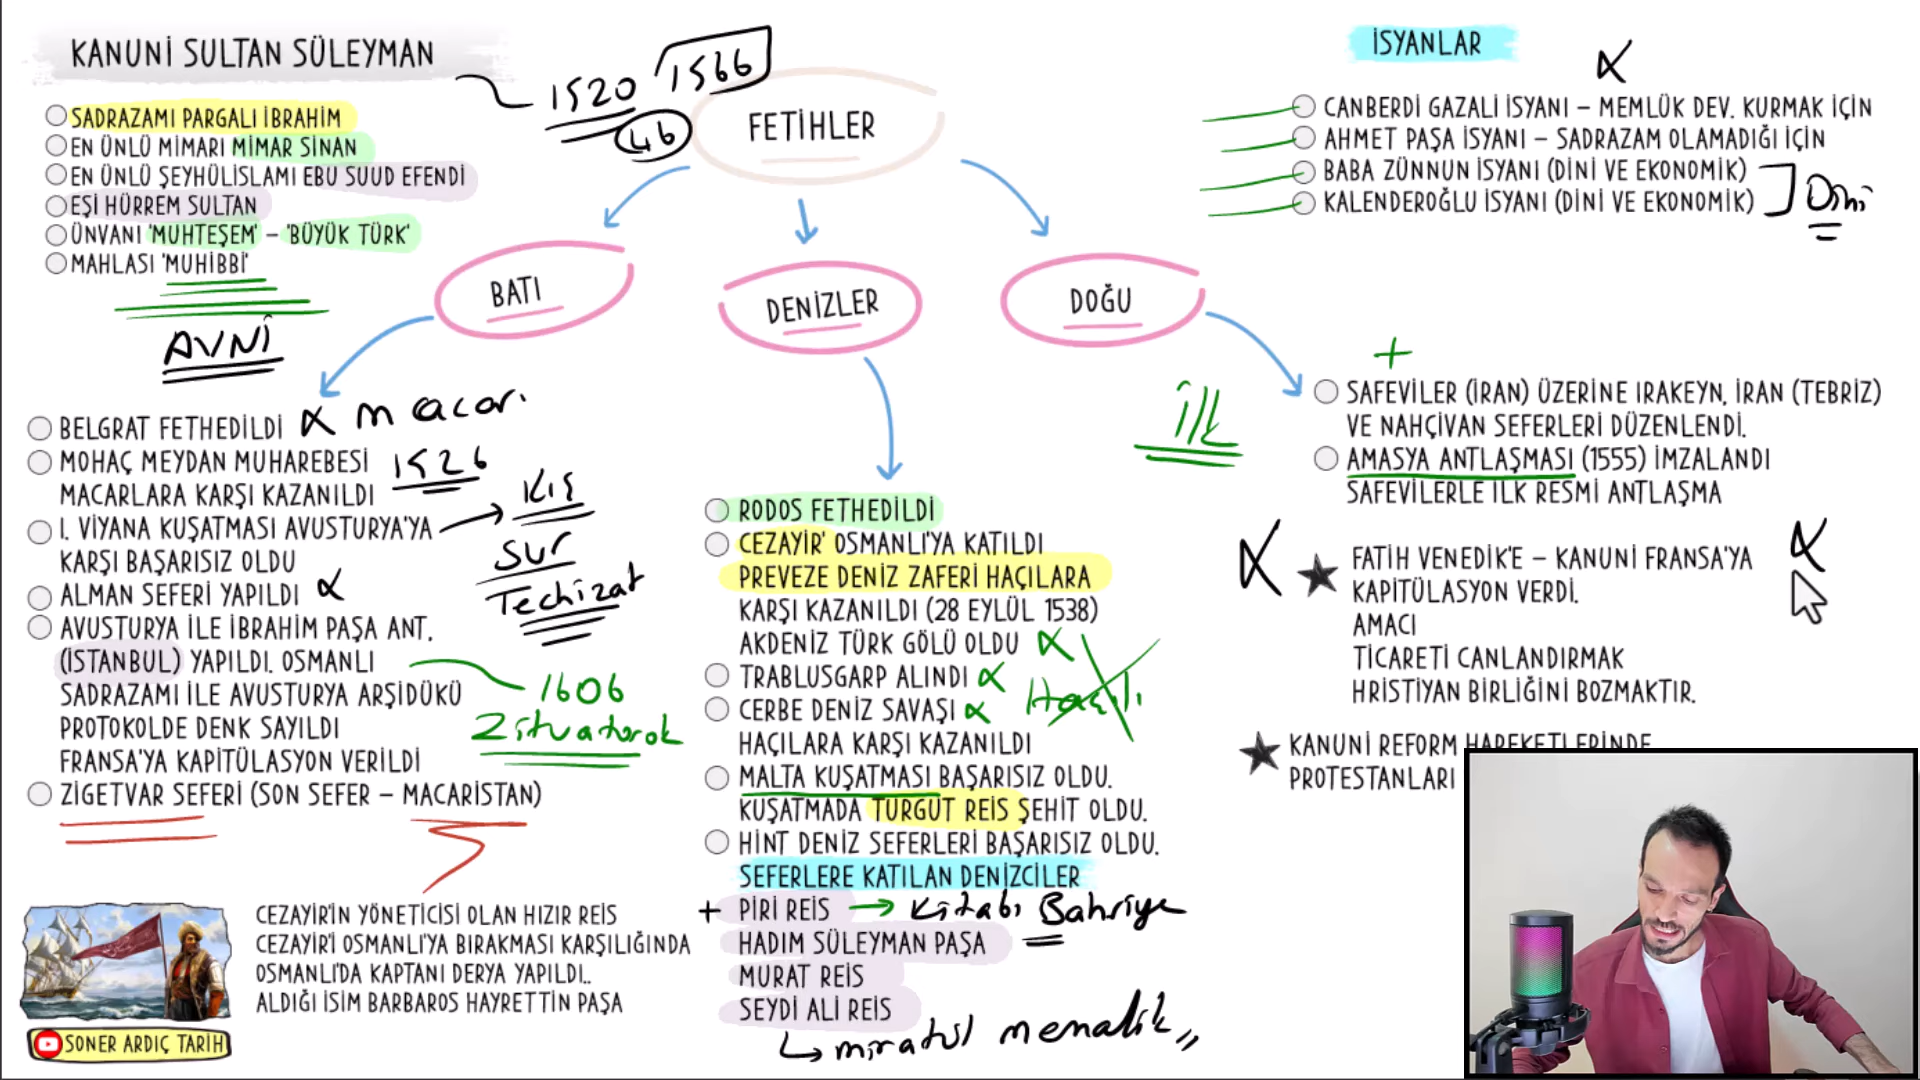 KANUNİ SULTAN SÜLEYMAN
1520 1566
46
SADRAZAMI PARGALI İBRAHİM
EN ÜNLÜ MİMARI MİMAR SİNAN
EN ÜNLÜ ŞEYHÜLİSLAMI EBU SUUD EFENDİ
EŞİ HÜRREM SULTAN
ÜNVANI 'MUHTEŞEM' – 'BÜYÜK TÜRK'
MAHLASI 'MUHİBBİ'
AVNÎ
FETİHLER
BATI
DENİZLER
DOĞU
İSYANLAR
CANBERDİ GAZALİ İSYANI – MEMLÜK DEV. KURMAK İÇİN
AHMET PAŞA İSYANI – SADRAZAM OLAMADIĞI İÇİN
BABA ZÜNNUN İSYANI (DİNİ VE EKONOMİK)
KALENDEROĞLU İSYANI (DİNİ VE EKONOMİK)
Dini
BELGRAT FETHEDİLDİ macar
MOHAÇ MEYDAN MUHAREBESİ 1526
MACARLARA KARŞI KAZANILDI
I. VİYANA KUŞATMASI AVUSTURYA'YA
KARŞI BAŞARISIZ OLDU
Kış
Sur
Techizat
ALMAN SEFERİ YAPILDI
AVUSTURYA İLE İBRAHİM PAŞA ANT.
(İSTANBUL) YAPILDI. OSMANLI
SADRAZAMI İLE AVUSTURYA ARŞİDÜKÜ
PROTOKOLDE DENK SAYILDI
FRANSA'YA KAPİTÜLASYON VERİLDİ
1606
Zitvatorok
ZİGETVAR SEFERİ (SON SEFER – MACARİSTAN)
CEZAYİR'İN YÖNETİCİSİ OLAN HIZIR REİS
CEZAYİR'İ OSMANLI'YA BIRAKMASI KARŞILIĞINDA
OSMANLI'DA KAPTANI DERYA YAPILDI..
ALDIĞI İSİM BARBAROS HAYRETTİN PAŞA
SONER ARDIÇ TARİH
RODOS FETHEDİLDİ
CEZAYİR' OSMANLI'YA KATILDI
PREVEZE DENİZ ZAFERİ HAÇILARA
KARŞI KAZANILDI (28 EYLÜL 1538)
AKDENİZ TÜRK GÖLÜ OLDU
TRABLUSGARP ALINDI
CERBE DENİZ SAVAŞI
HAÇILARA KARŞI KAZANILDI
Haçlı
MALTA KUŞATMASI BAŞARISIZ OLDU.
KUŞATMADA TURGUT REİS ŞEHİT OLDU.
HİNT DENİZ SEFERLERİ BAŞARISIZ OLDU.
SEFERLERE KATILAN DENİZCİLER
+ PİRİ REİS → Kitabı Bahriye
HADIM SÜLEYMAN PAŞA
MURAT REİS
SEYDİ ALİ REİS
miratül memalik
ilk
+
SAFEVİLER (İRAN) ÜZERİNE IRAKEYN, İRAN (TEBRİZ)
VE NAHÇİVAN SEFERLERİ DÜZENLENDİ.
AMASYA ANTLAŞMASI (1555) İMZALANDI
SAFEVİLERLE İLK RESMİ ANTLAŞMA
FATİH VENEDİK'E – KANUNİ FRANSA'YA
KAPİTÜLASYON VERDİ.
AMACI
TİCARETİ CANLANDIRMAK
HRİSTİYAN BİRLİĞİNİ BOZMAKTIR.
KANUNİ REFORM HAREKETLERİNDE
PROTESTANLARI